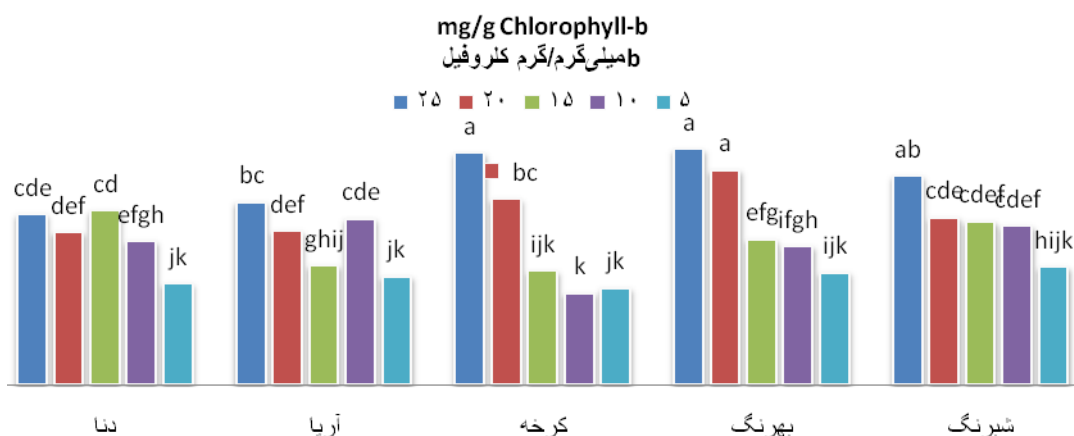 mg/g Chlorophyll-b
میلی‌گرم/گرم کلروفیل b
۲۵ ۲۰ ۱۵ ۱۰ ۵
cde def cd efgh jk
bc def ghij cde jk
a bc ijk k jk
a a efg ifgh ijk
ab cde cdef cdef hijk
دنا آریا کرخه بهرنگ شبرنگ